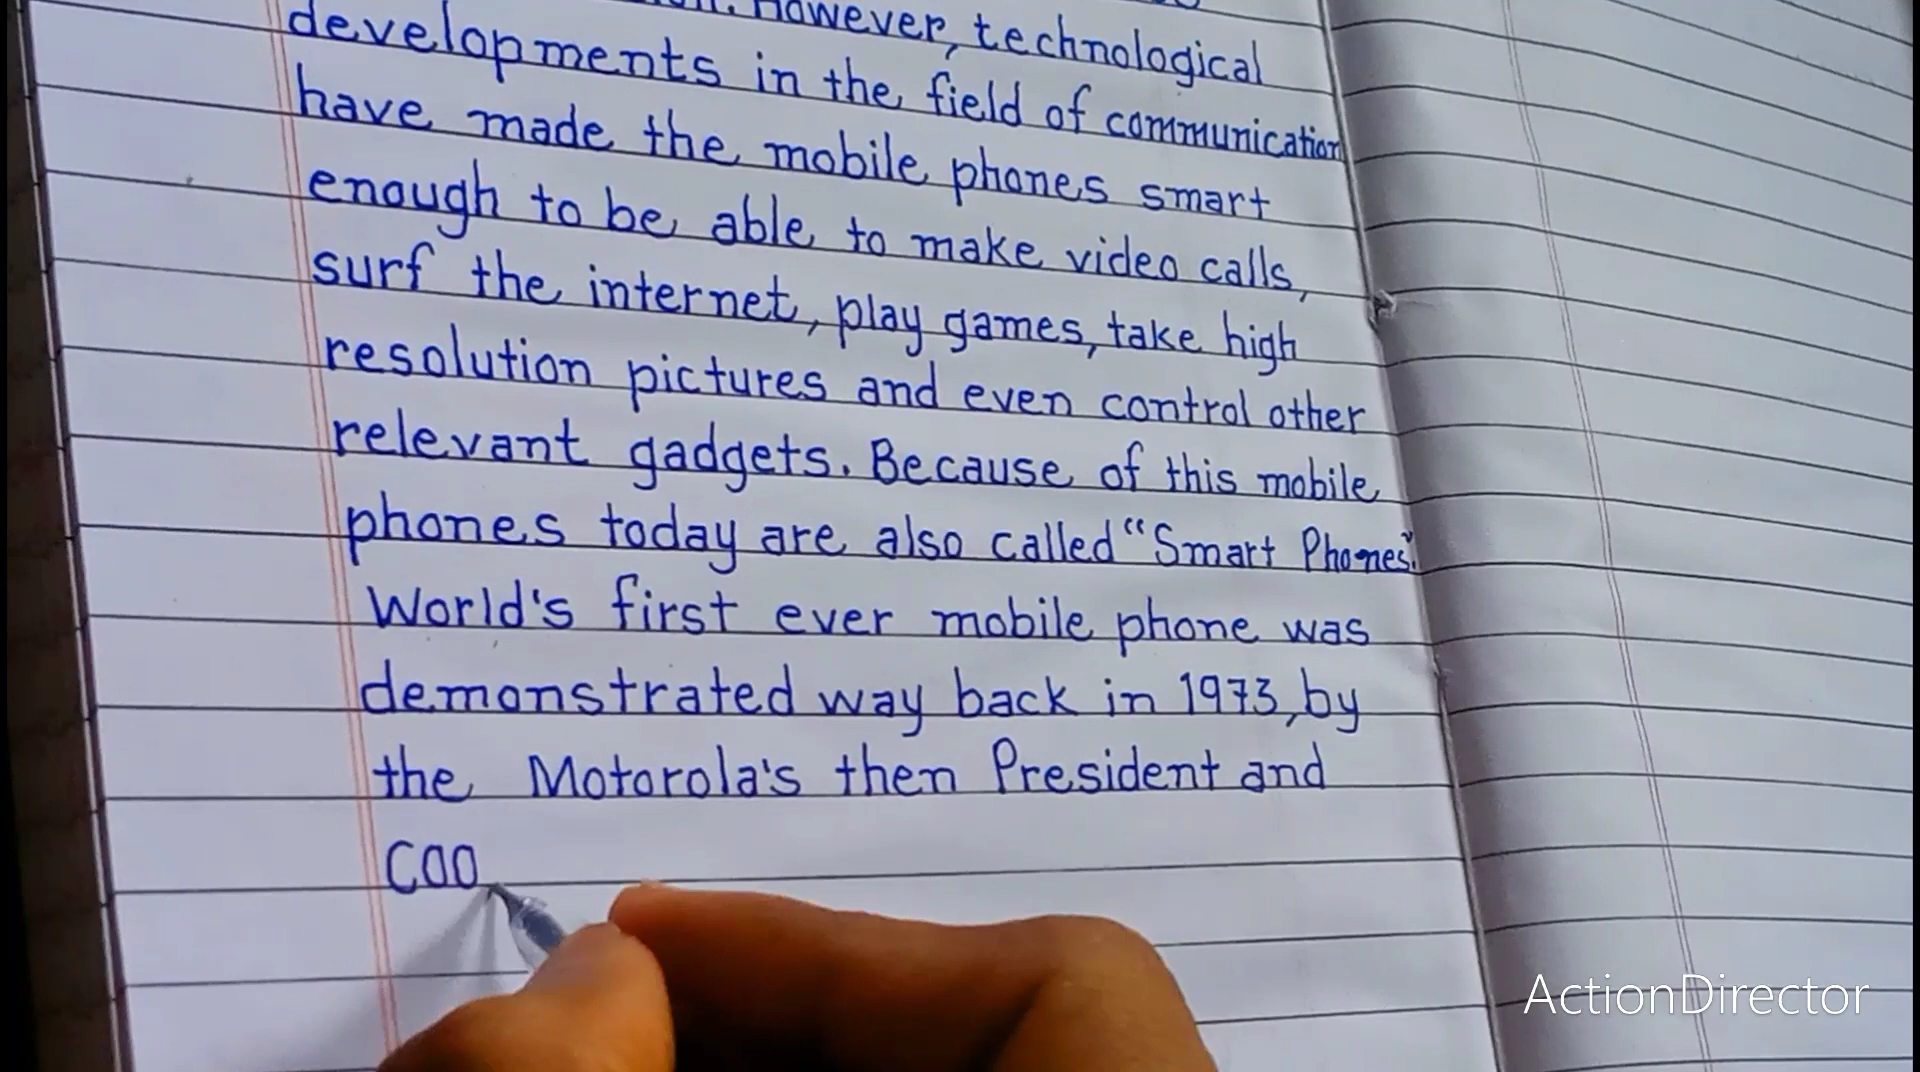 However, technological
developments in the field of communication
have made the mobile phones smart
enough to be able to make video calls,
surf the internet, play games, take high
resolution pictures and even control other
relevant gadgets. Because of this mobile
phones today are also called "Smart Phones".
World's first ever mobile phone was
demonstrated way back in 1973, by
the Motorola's then President and
COO
ActionDirector